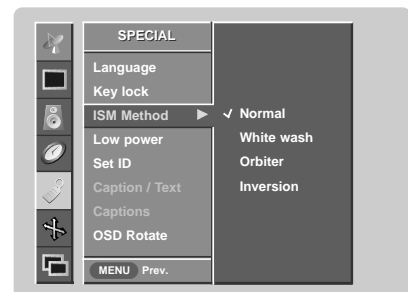 SPECIAL
Language
Key lock
ISM Method ▶ ✓ Normal
Low power White wash
Set ID Orbiter
Caption / Text Inversion
Captions
OSD Rotate
MENU Prev.